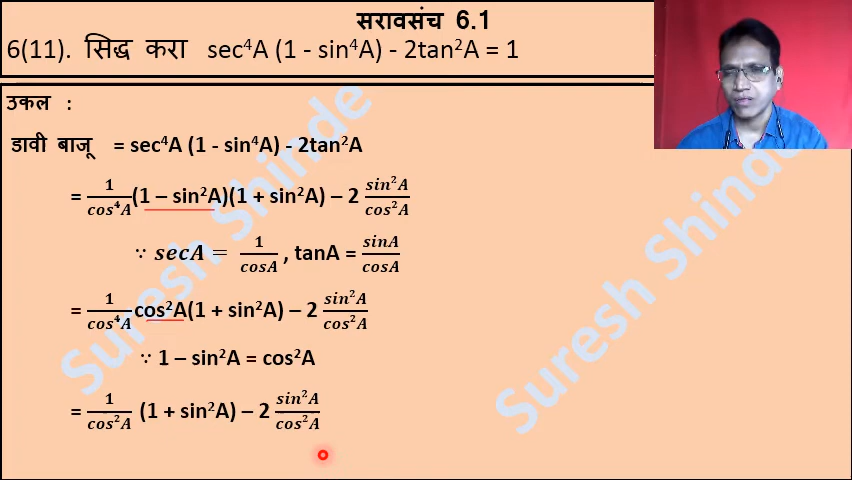 सरावसंच 6.1
6(11). सिद्ध करा sec⁴A (1 - sin⁴A) - 2tan²A = 1
उकल :
डावी बाजू = sec⁴A (1 - sin⁴A) - 2tan²A
= 1/cos⁴A (1 – sin²A)(1 + sin²A) – 2 sin²A/cos²A
∵ secA = 1/cosA , tanA = sinA/cosA
= 1/cos⁴A cos²A(1 + sin²A) – 2 sin²A/cos²A
∵ 1 – sin²A = cos²A
= 1/cos²A (1 + sin²A) – 2 sin²A/cos²A
Suresh Shinde
Suresh Shinde